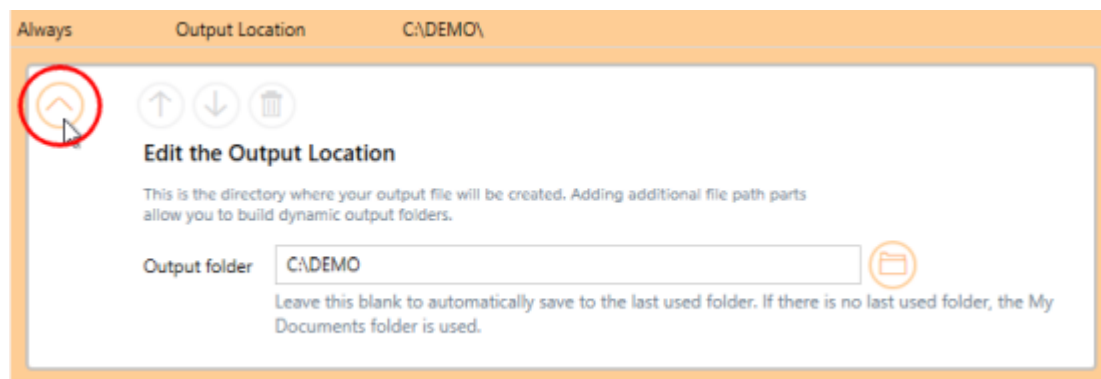 Always Output Location C:\DEMO\
Edit the Output Location
This is the directory where your output file will be created. Adding additional file path parts
allow you to build dynamic output folders.
Output folder C:\DEMO
Leave this blank to automatically save to the last used folder. If there is no last used folder, the My
Documents folder is used.